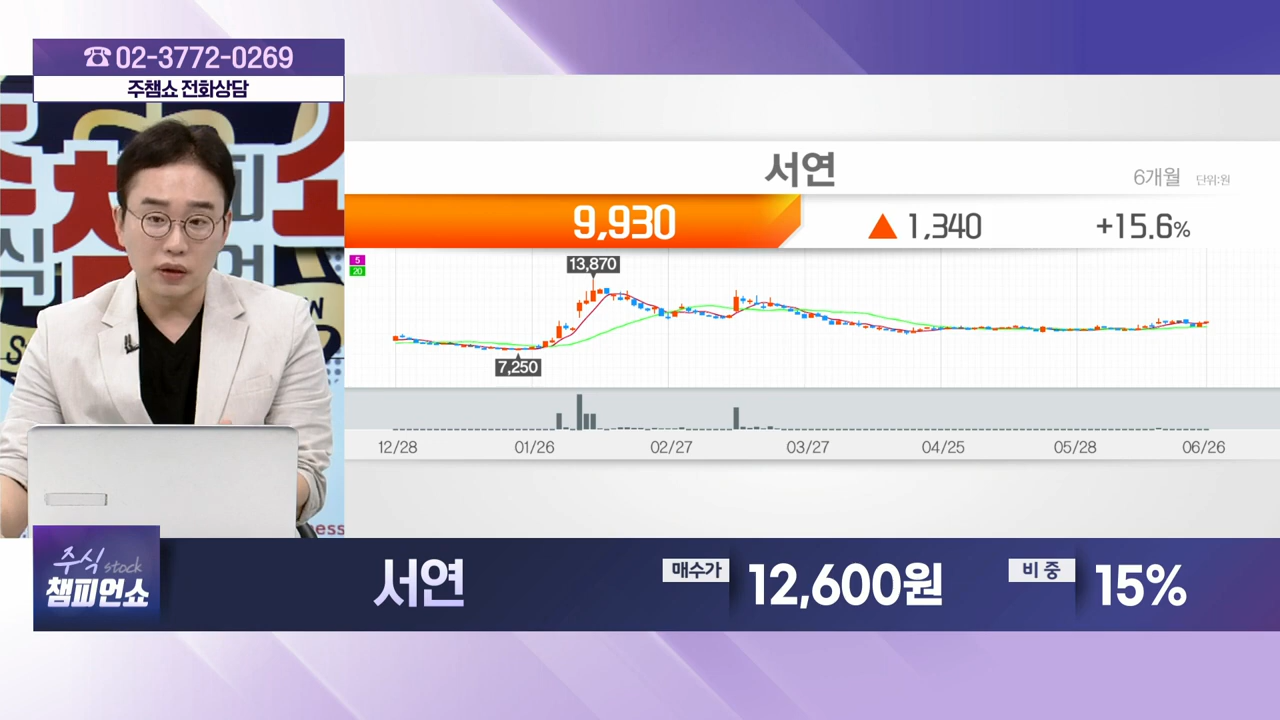 ☎02-3772-0269
주챔쇼 전화상담
서연
6개월 단위:원
9,930 ▲ 1,340 +15.6%
5
20
13,870
7,250
12/28 01/26 02/27 03/27 04/25 05/28 06/26
주식 stock
챔피언쇼
서연 매수가 12,600원 비중 15%